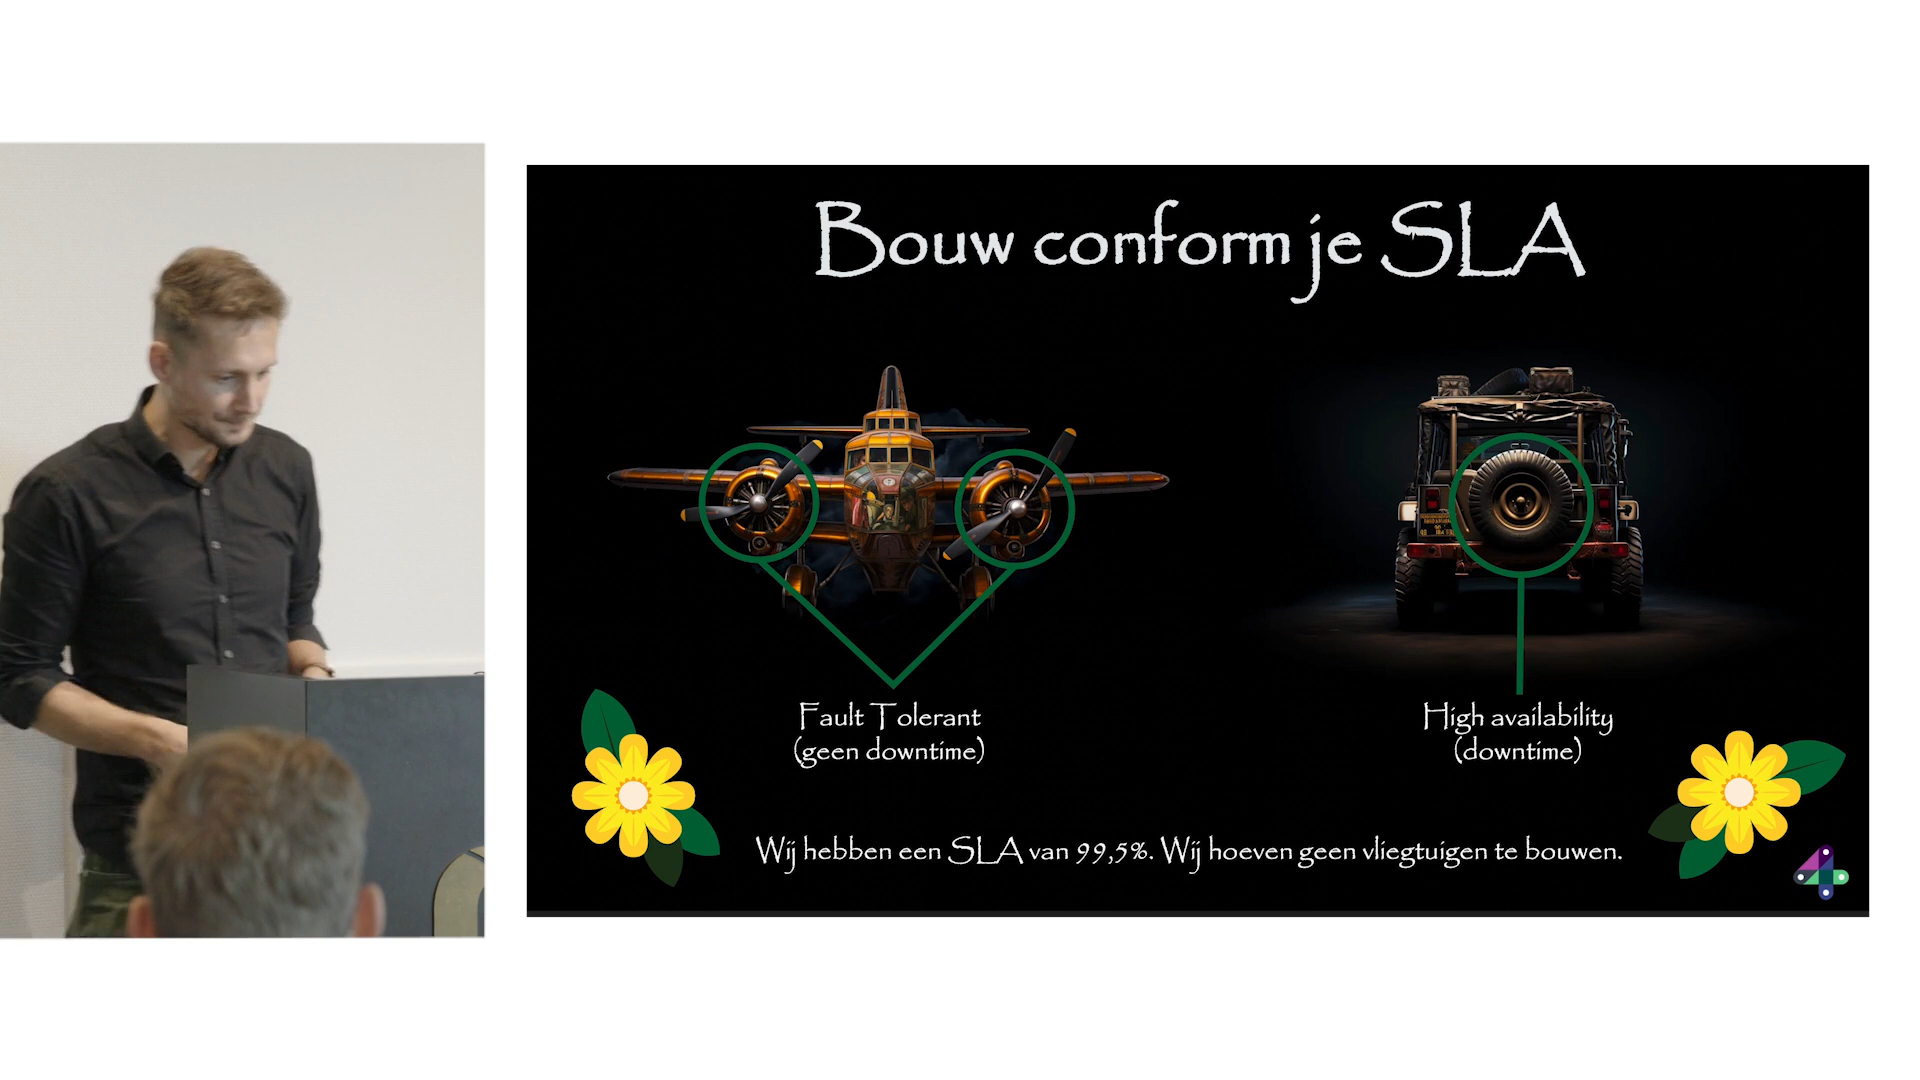 Bouw conform je SLA
Fault Tolerant
(geen downtime)
High availability
(downtime)
Wij hebben een SLA van 99,5%. Wij hoeven geen vliegtuigen te bouwen.